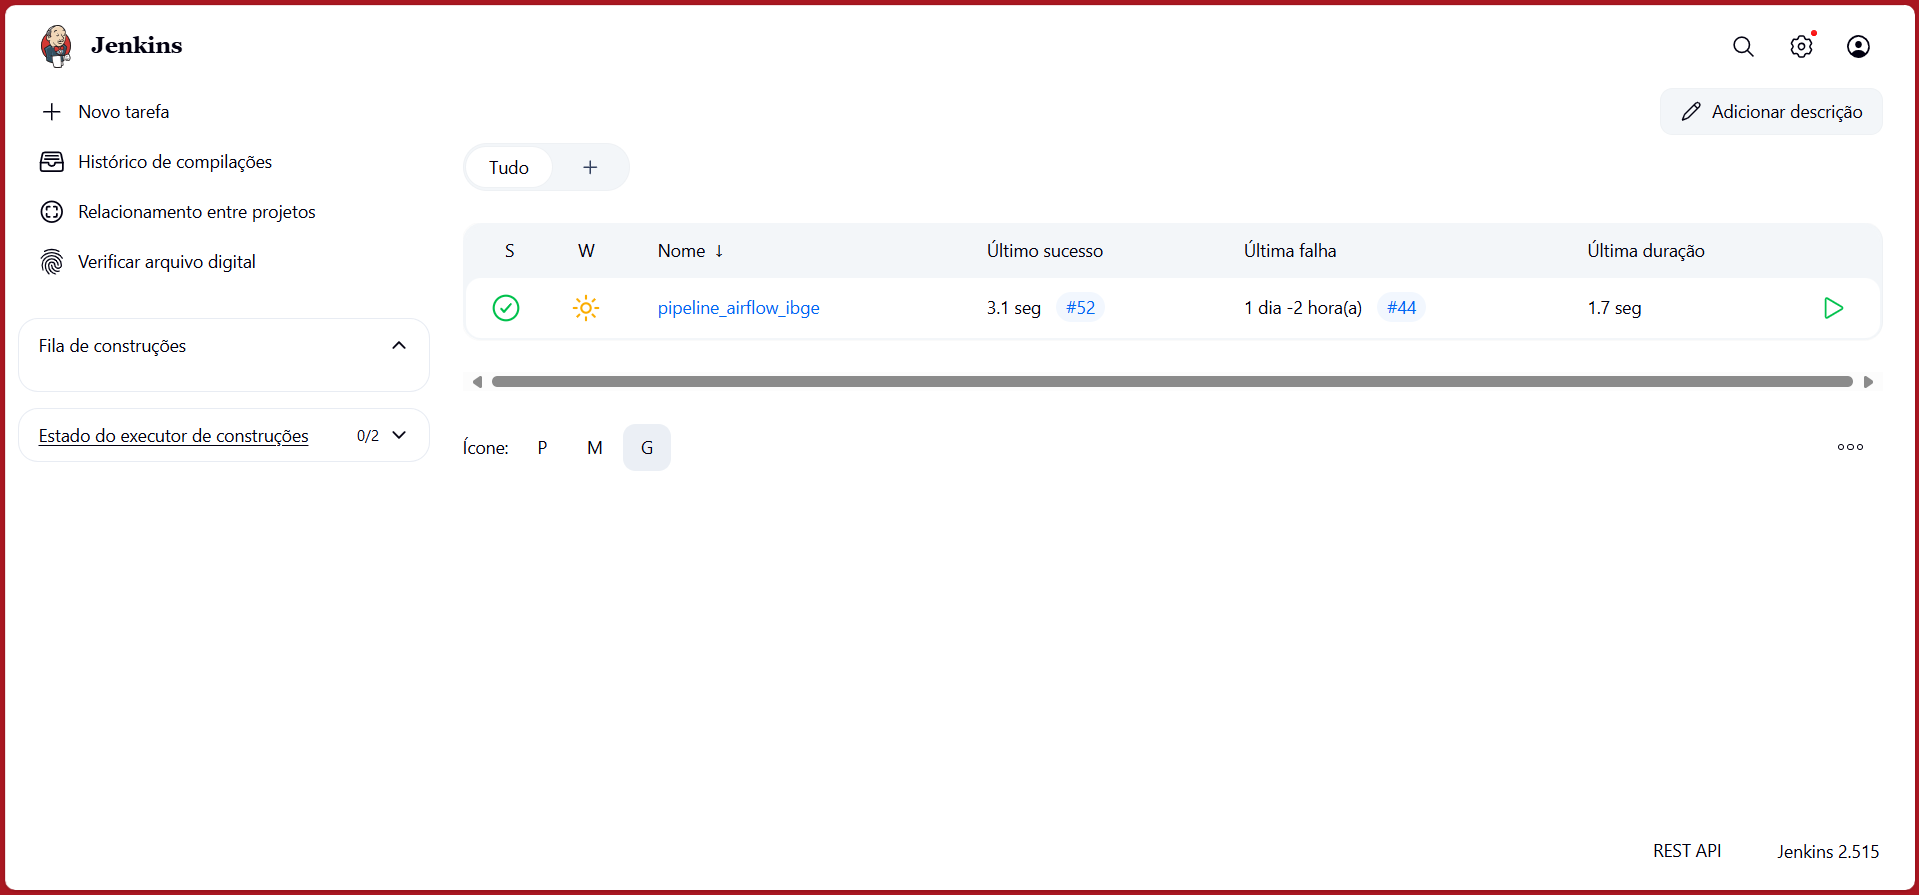 Jenkins
Novo tarefa
Histórico de compilações
Relacionamento entre projetos
Verificar arquivo digital
Fila de construções
Estado do executor de construções 0/2
Adicionar descrição
Tudo
S W Nome ↓ Último sucesso Última falha Última duração
pipeline_airflow_ibge 3.1 seg #52 1 dia -2 hora(a) #44 1.7 seg
Ícone: P M G
REST API Jenkins 2.515